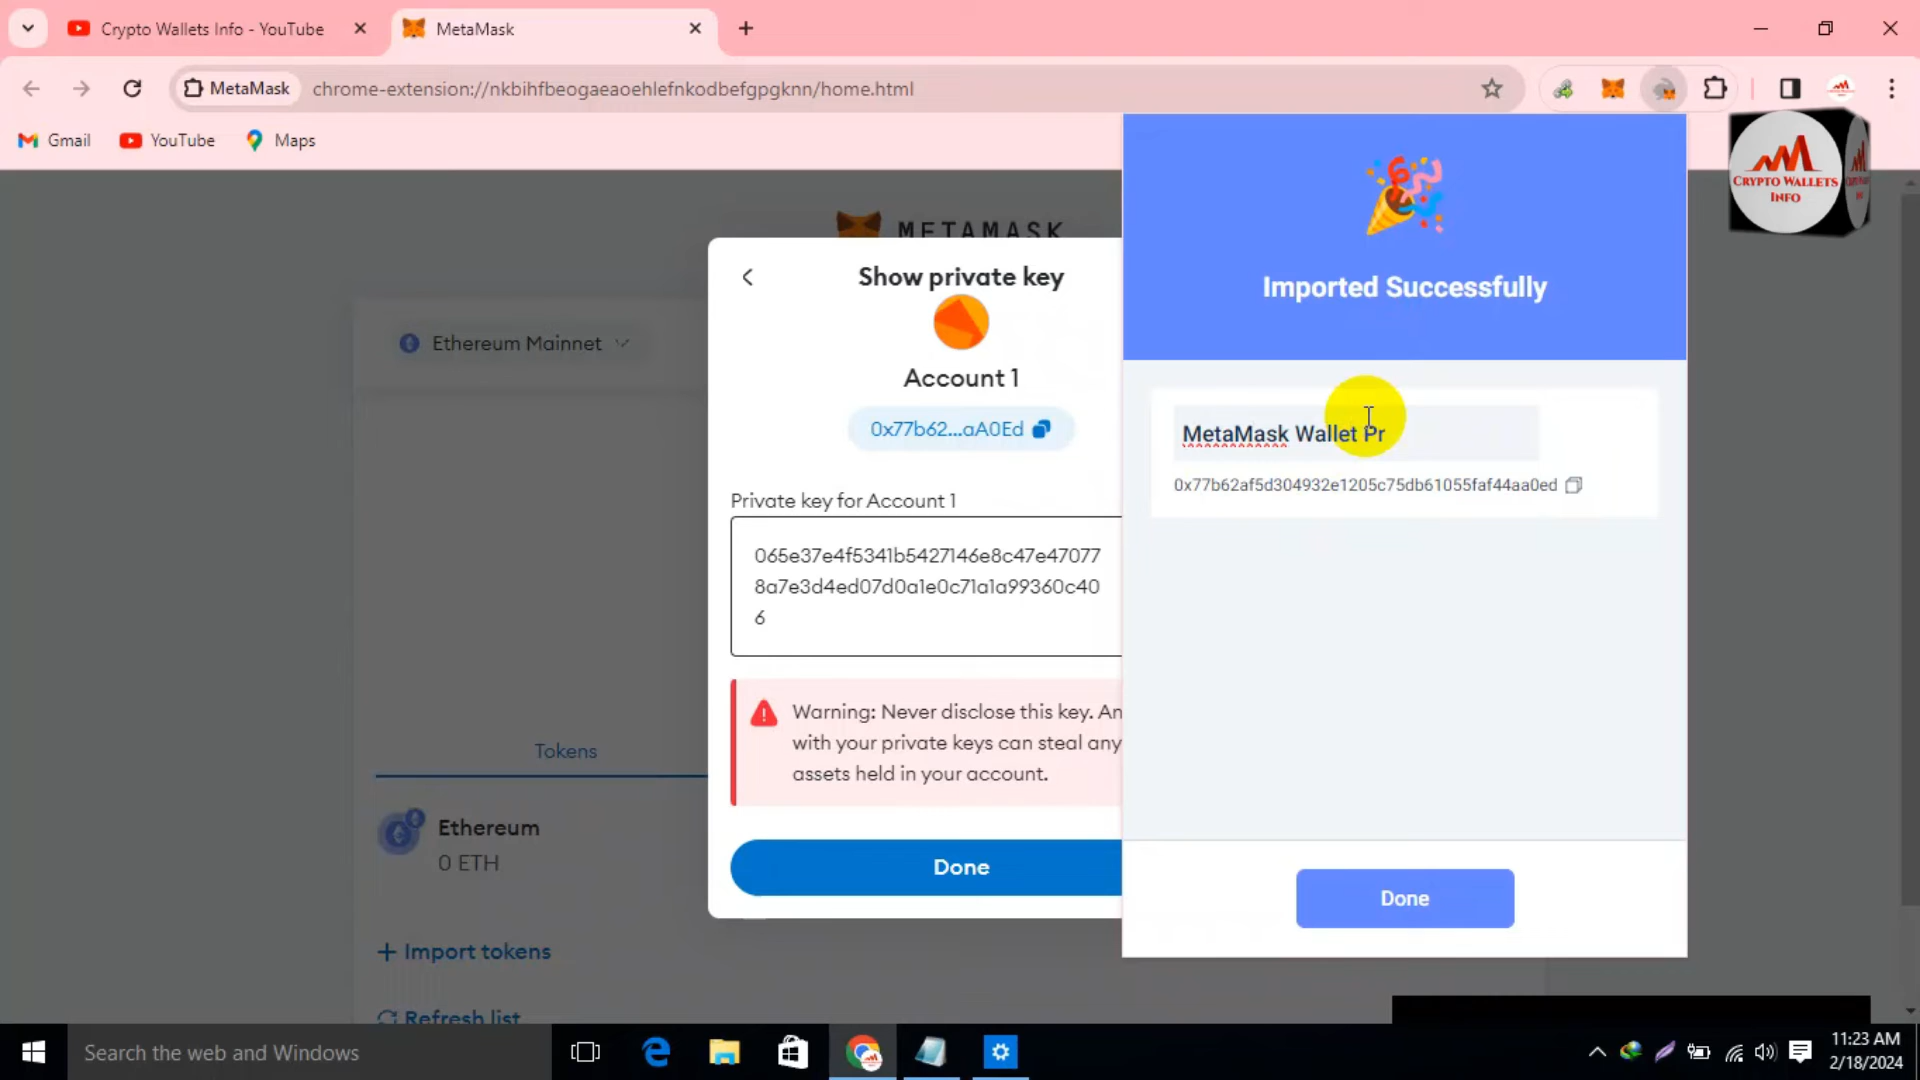 Crypto Wallets Info - YouTube
MetaMask
MetaMask
chrome-extension://nkbihfbeogaeaoehlefnkodbefgpgknn/home.html
Gmail
YouTube
Maps
CRYPTO WALLETS
INFO
METAMASK
Ethereum Mainnet
Show private key
Account 1
0x77b62...aA0Ed
Private key for Account 1
065e37e4f5341b5427146e8c47e47077
8a7e3d4ed07d0a1e0c71a1a99360c40
6
Warning: Never disclose this key. An
with your private keys can steal any
assets held in your account.
Done
Tokens
Ethereum
0 ETH
+ Import tokens
Refresh list
Imported Successfully
MetaMask Wallet Pr
0x77b62af5d304932e1205c75db61055faf44aa0ed
Done
Search the web and Windows
11:23 AM
2/18/2024